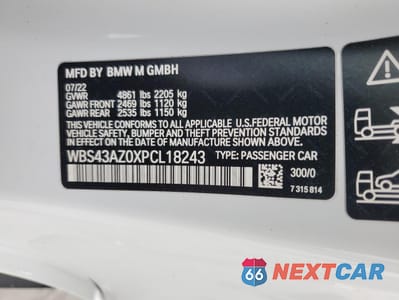 MFD BY BMW M GMBH
07/22
GVWR 4861 lbs 2205 kg
GAWR FRONT 2469 lbs 1120 kg
GAWR REAR 2535 lbs 1150 kg
THIS VEHICLE CONFORMS TO ALL APPLICABLE U.S.FEDERAL MOTOR
VEHICLE SAFETY, BUMPER, AND THEFT PREVENTION STANDARDS
IN EFFECT ON THE DATE OF MANUFACTURE SHOWN ABOVE.
WBS43AZ0XPCL18243 TYPE: PASSENGER CAR
300/0
7 315 814
66 NEXTCAR